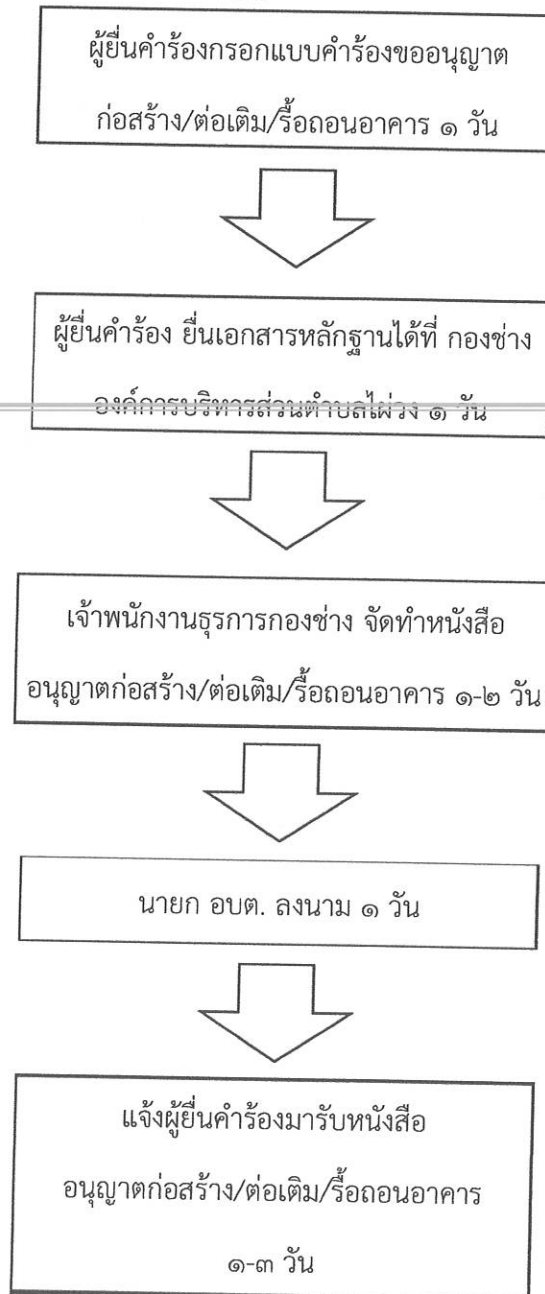 ผู้ยื่นคำร้องกรอกแบบคำร้องขออนุญาต
ก่อสร้าง/ต่อเติม/รื้อถอนอาคาร ๑ วัน
ผู้ยื่นคำร้อง ยื่นเอกสารหลักฐานได้ที่ กองช่าง
องค์การบริหารส่วนตำบลไผ่วง ๑ วัน
เจ้าพนักงานธุรการกองช่าง จัดทำหนังสือ
อนุญาตก่อสร้าง/ต่อเติม/รื้อถอนอาคาร ๑-๒ วัน
นายก อบต. ลงนาม ๑ วัน
แจ้งผู้ยื่นคำร้องมารับหนังสือ
อนุญาตก่อสร้าง/ต่อเติม/รื้อถอนอาคาร
๑-๓ วัน